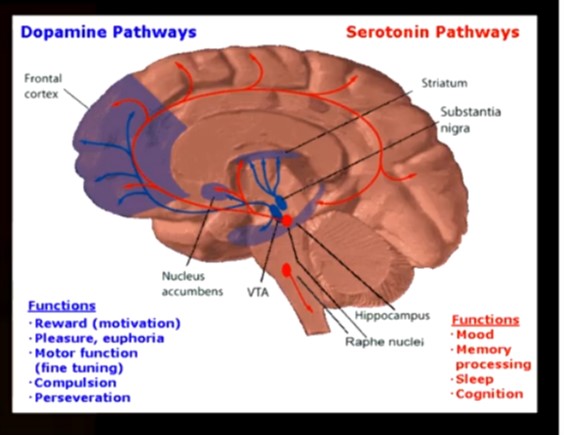 Dopamine Pathways
Serotonin Pathways
Frontal
cortex
Striatum
Substantia
nigra
Nucleus
accumbens
VTA
Hippocampus
Raphe nuclei
Functions
·Reward (motivation)
·Pleasure, euphoria
·Motor function
(fine tuning)
·Compulsion
·Perseveration
Functions
·Mood
·Memory
processing
·Sleep
·Cognition